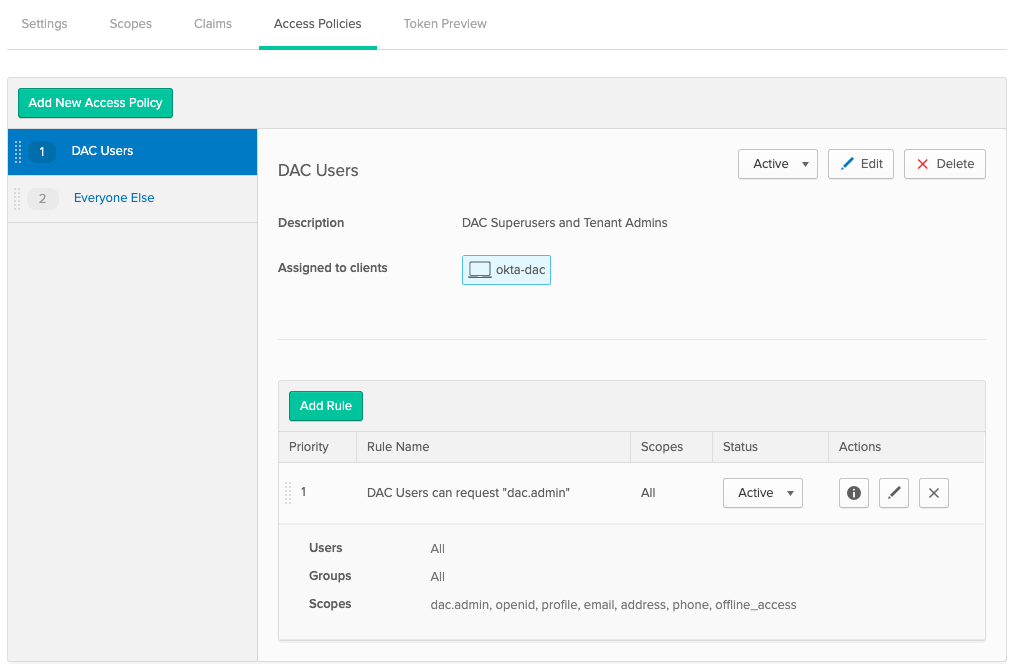 Settings Scopes Claims Access Policies Token Preview
Add New Access Policy
1 DAC Users
2 Everyone Else
DAC Users Active Edit Delete
Description DAC Superusers and Tenant Admins
Assigned to clients okta-dac
Add Rule
Priority Rule Name Scopes Status Actions
1 DAC Users can request "dac.admin" All Active
Users All
Groups All
Scopes dac.admin, openid, profile, email, address, phone, offline_access